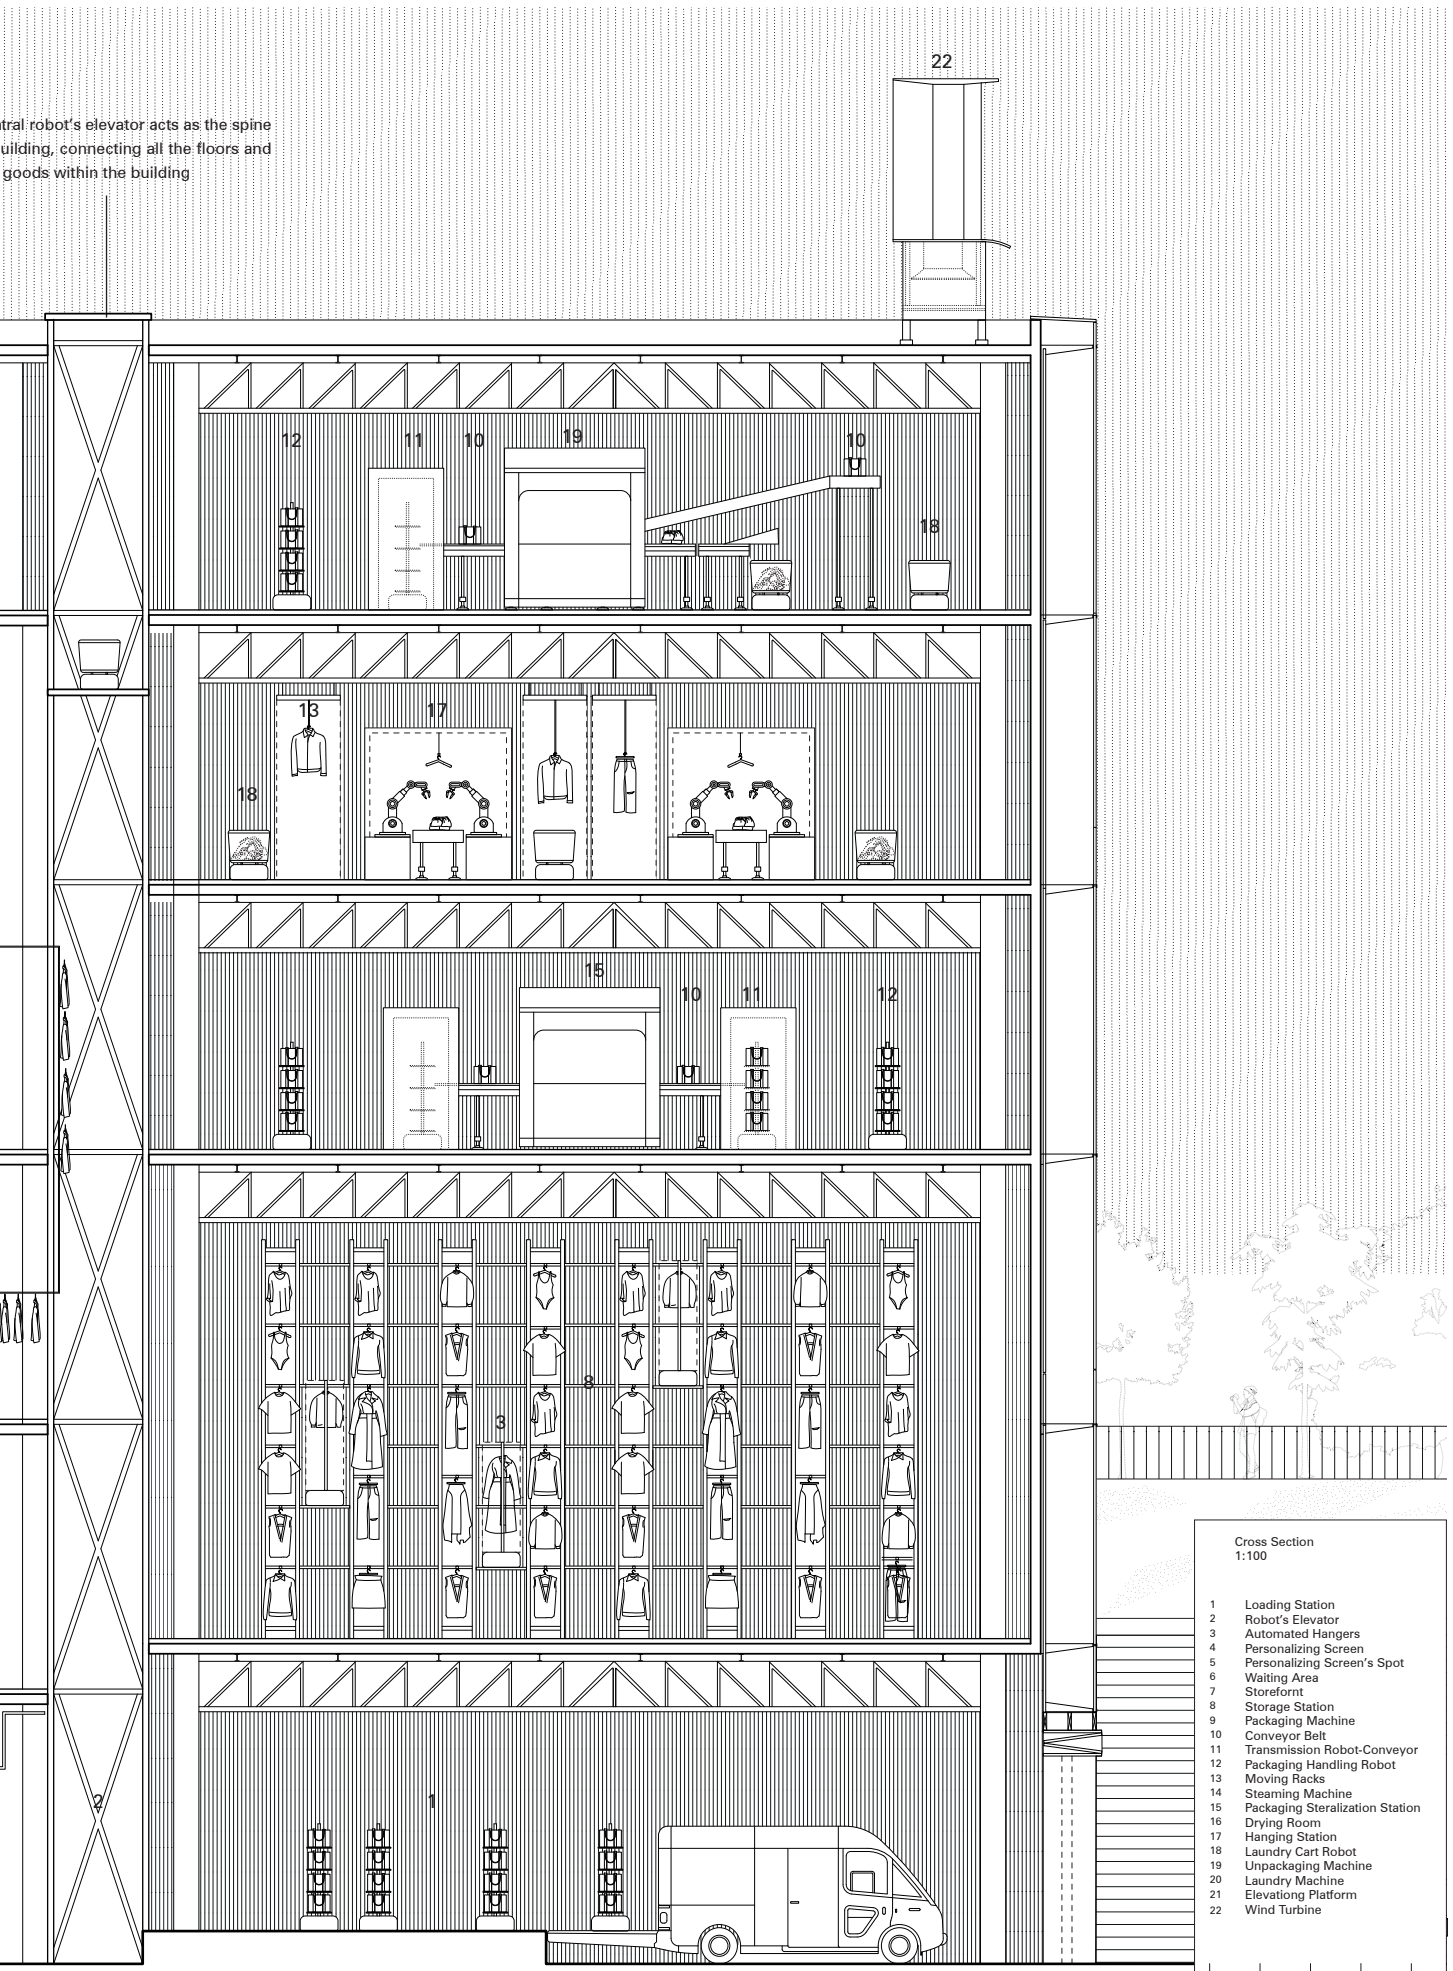 22
tral robot's elevator acts as the spine
uilding, connecting all the floors and
goods within the building
12
11
10
19
10
18
13
17
18
15
10
11
12
8
3
2
1
Cross Section
1:100
1 Loading Station
2 Robot's Elevator
3 Automated Hangers
4 Personalizing Screen
5 Personalizing Screen's Spot
6 Waiting Area
7 Storefornt
8 Storage Station
9 Packaging Machine
10 Conveyor Belt
11 Transmission Robot-Conveyor
12 Packaging Handling Robot
13 Moving Racks
14 Steaming Machine
15 Packaging Steralization Station
16 Drying Room
17 Hanging Station
18 Laundry Cart Robot
19 Unpackaging Machine
20 Laundry Machine
21 Elevationg Platform
22 Wind Turbine